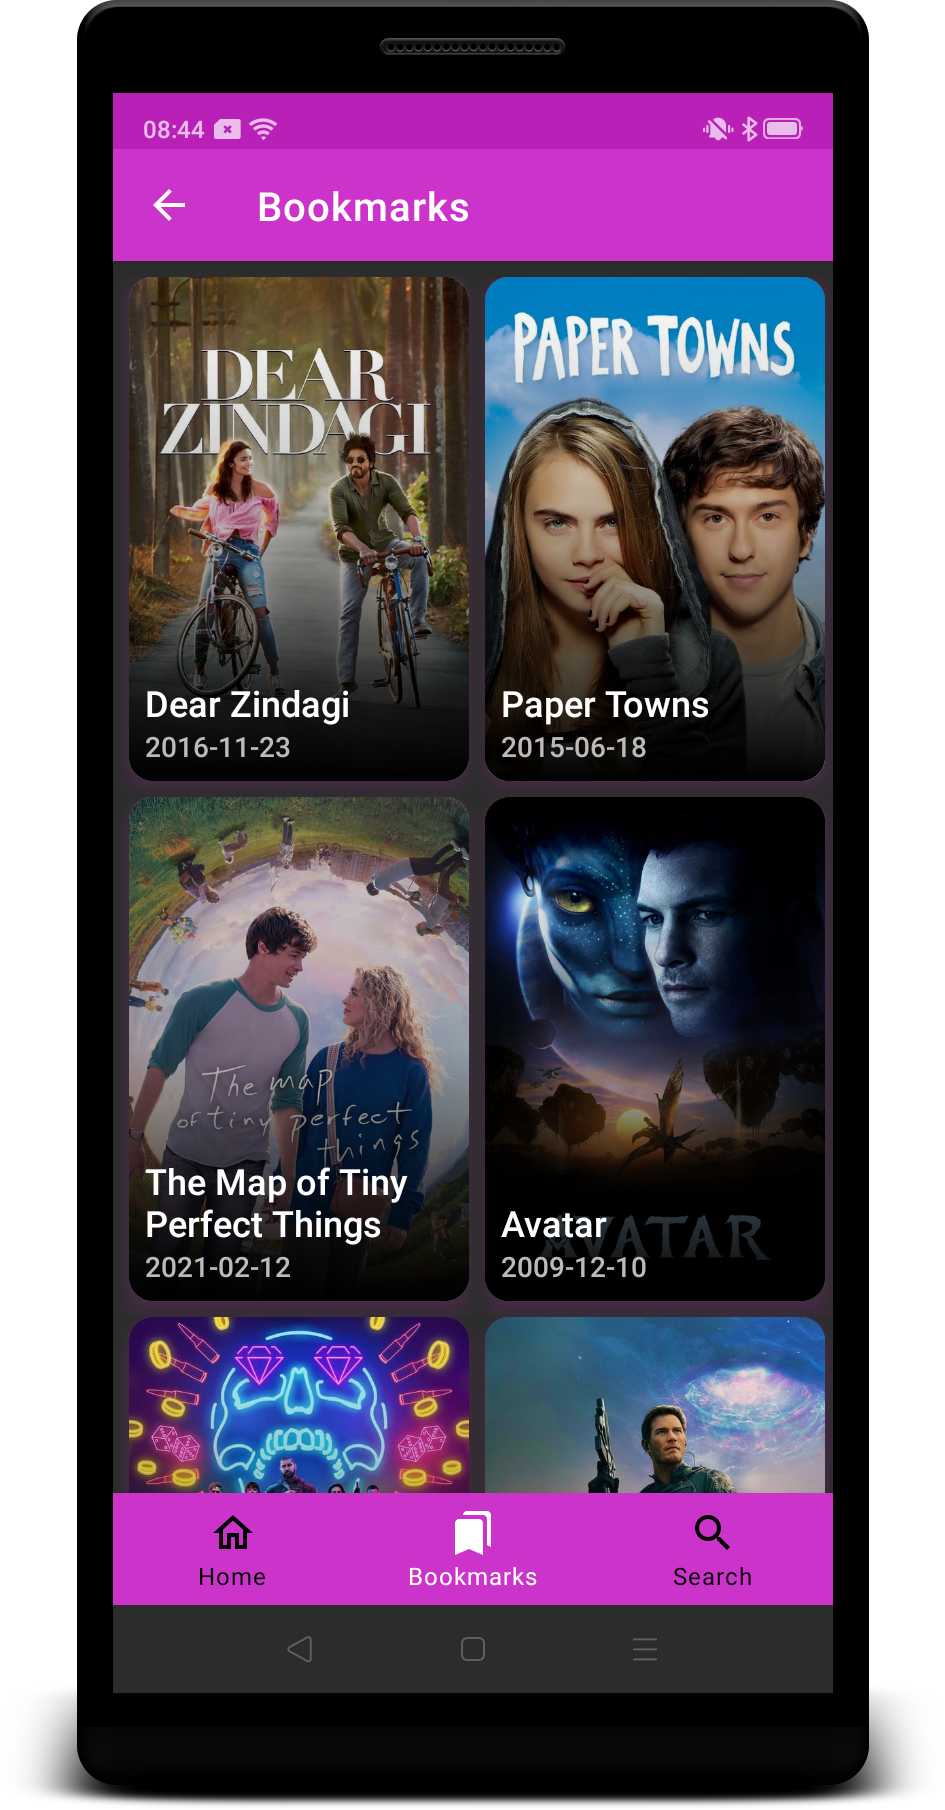 08:44
Bookmarks
DEAR
ZINDAGI
Dear Zindagi
2016-11-23
PAPER TOWNS
Paper Towns
2015-06-18
The map
of tiny perfect
things
The Map of Tiny
Perfect Things
2021-02-12
AVATAR
Avatar
2009-12-10
Home
Bookmarks
Search